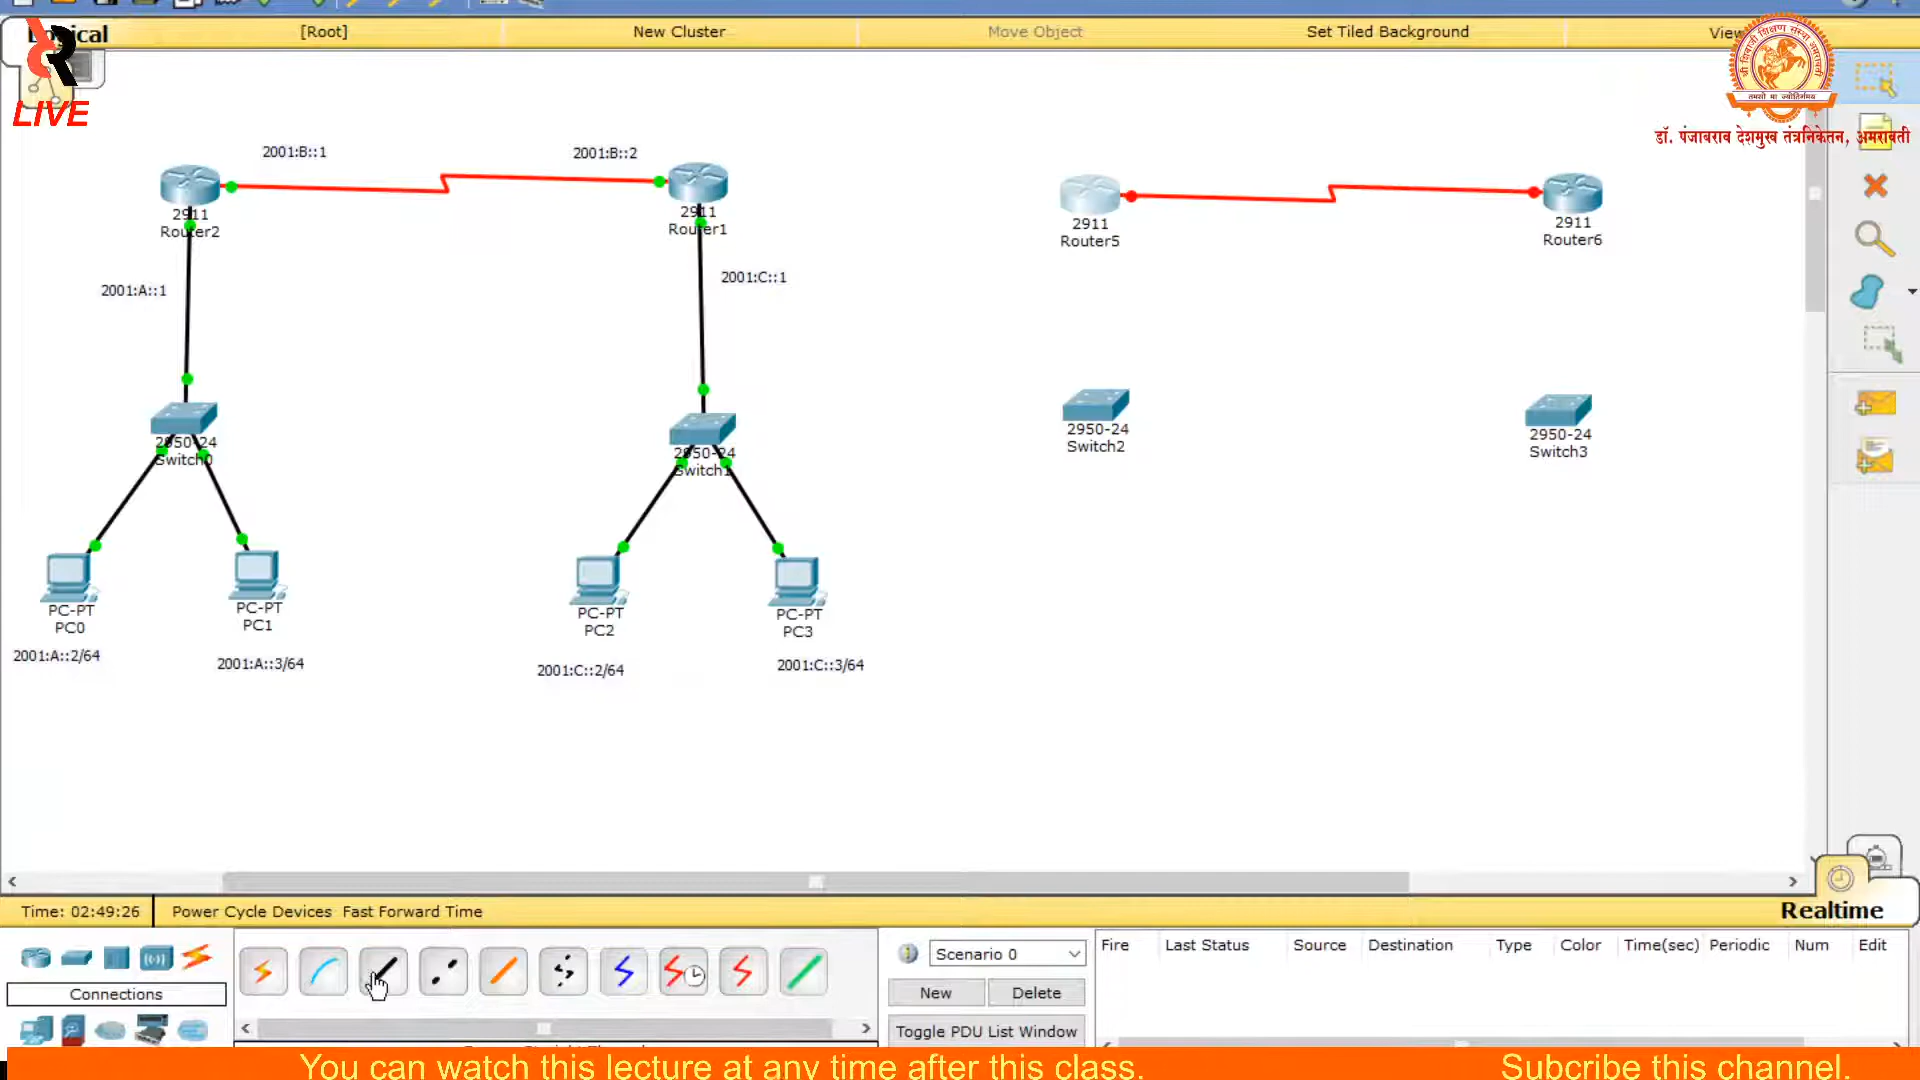 Logical
[Root]
New Cluster
Move Object
Set Tiled Background
LIVE
तमसो मा ज्योतिर्गमय
डॉ. पंजाबराव देशमुख तंत्रनिकेतन, अमरावती
2001:B::1
2001:B::2
2911
Router2
2911
Router1
2911
Router5
2911
Router6
2001:A::1
2001:C::1
2950-24
Switch0
2950-24
Switch1
2950-24
Switch2
2950-24
Switch3
PC-PT
PC0
PC-PT
PC1
PC-PT
PC2
PC-PT
PC3
2001:A::2/64
2001:A::3/64
2001:C::2/64
2001:C::3/64
Time: 02:49:26
Power Cycle Devices Fast Forward Time
Realtime
Connections
Scenario 0
New
Delete
Toggle PDU List Window
Fire
Last Status
Source
Destination
Type
Color
Time(sec)
Periodic
Num
Edit
You can watch this lecture at any time after this class.
Subcribe this channel.